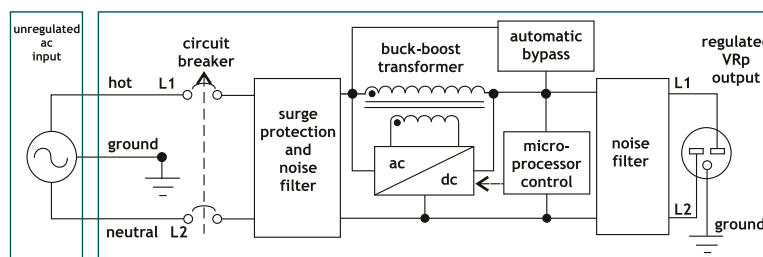 unregulated
ac
input
hot
L1
circuit
breaker
ground
neutral
L2
surge
protection
and
noise
filter
buck-boost
transformer
automatic
bypass
ac
dc
micro-
processor
control
noise
filter
regulated
VRp
output
L1
L2
ground